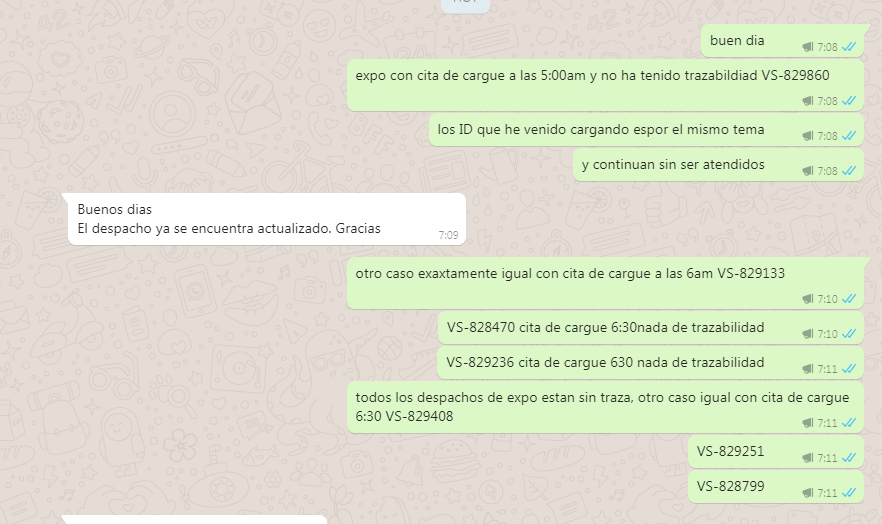 buen dia
7:08
expo con cita de cargue a las 5:00am y no ha tenido trazabildiad VS-829860
7:08
los ID que he venido cargando espor el mismo tema
7:08
y continuan sin ser atendidos
7:08
Buenos dias
El despacho ya se encuentra actualizado. Gracias
7:09
otro caso exaxtamente igual con cita de cargue a las 6am VS-829133
7:10
VS-828470 cita de cargue 6:30nada de trazabilidad
7:10
VS-829236 cita de cargue 630 nada de trazabilidad
7:11
todos los despachos de expo estan sin traza, otro caso igual con cita de cargue
6:30 VS-829408
7:11
VS-829251
7:11
VS-828799
7:11